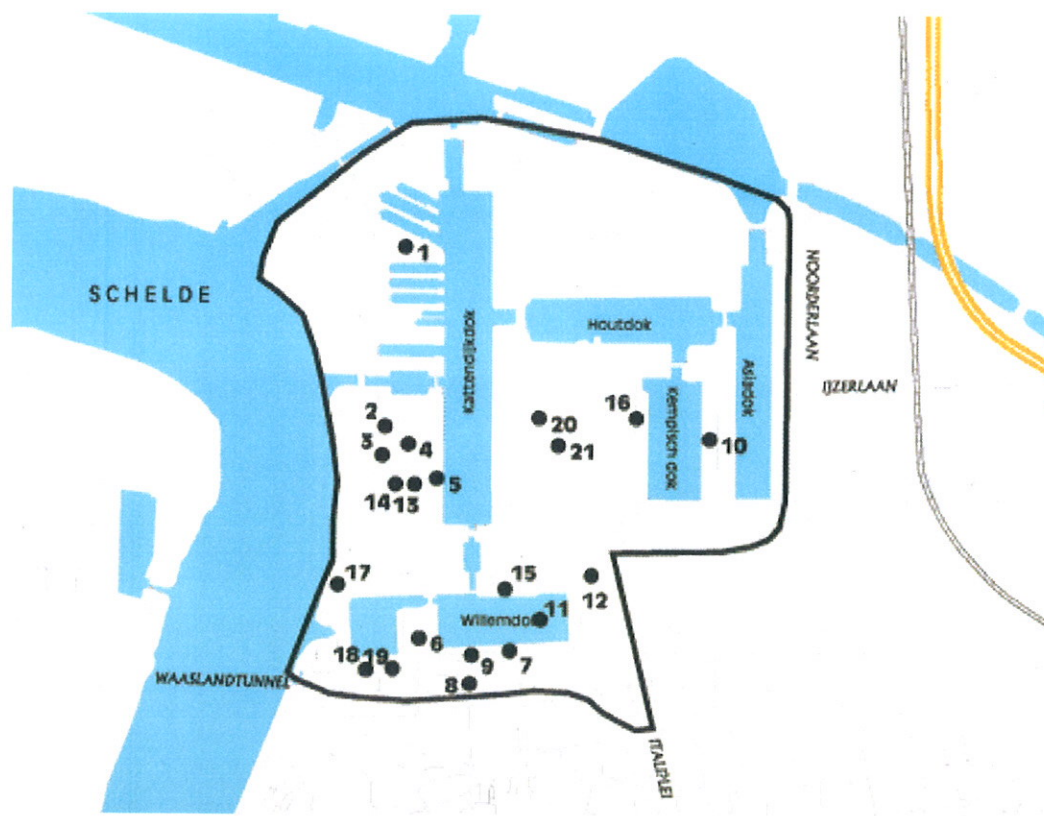 1
NOORDERLAAN
SCHELDE
Houtdok
Kattendijkdok
Asiadok
IJZERLAAN
Kempisch dok
2
20
16
3
4
21
10
5
14 13
17
15
12
11
Willemdok
6
18 19
9
7
WAASLANDTUNNEL
8
ITALIËLEI